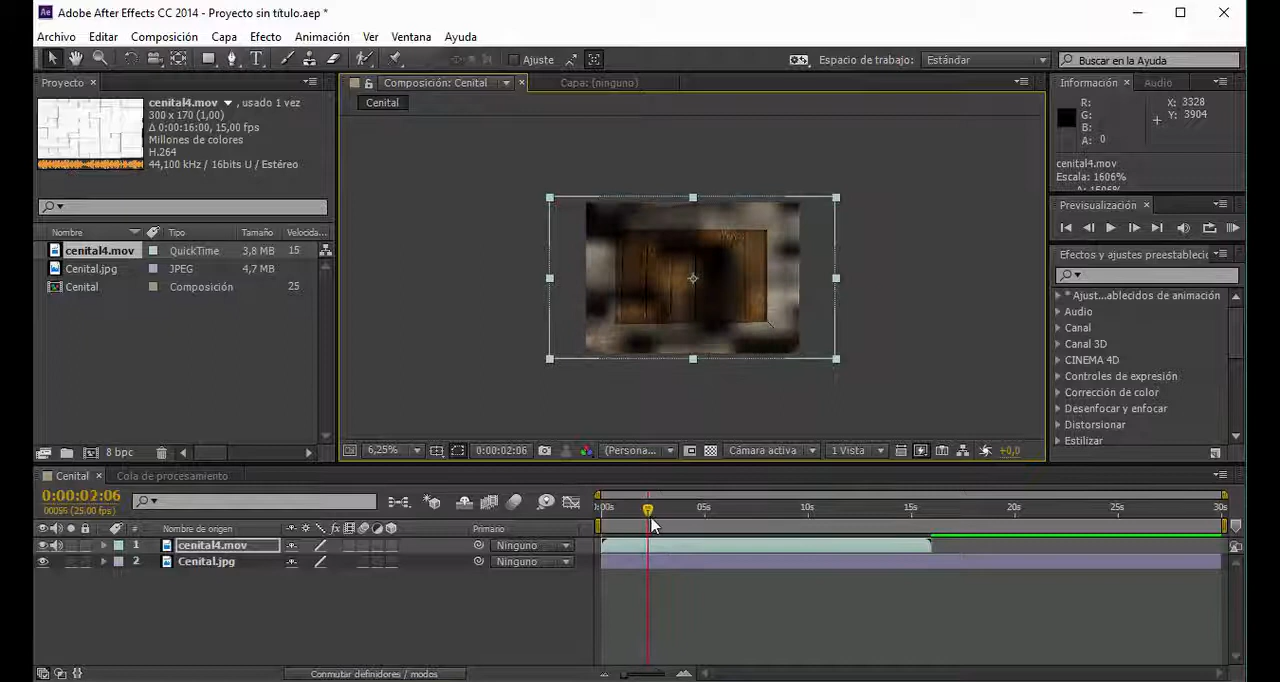 Adobe After Effects CC 2014 - Proyecto sin título.aep *
Archivo Editar Composición Capa Efecto Animación Ver Ventana Ayuda
Ajuste Espacio de trabajo: Estándar Buscar en la Ayuda
Proyecto × Composición: Cenital × Capa: (ninguno) Información × Audio
cenital4.mov , usado 1 vez
300 x 170 (1,00)
Δ 0:00:16:00, 15,00 fps
Millones de colores
H.264
44,100 kHz / 16bits U / Estéreo
Cenital
R: X: 3328
G: Y: 3904
B:
A: 0
cenital4.mov
Escala: 1606%
Previsualización ×
Nombre Tipo Tamaño Velocida...
cenital4.mov QuickTime 3,8 MB 15
Cenital.jpg JPEG 4,7 MB
Cenital Composición 25
Efectos y ajustes preestableci
* Ajust...ablecidos de animación
Audio
Canal
Canal 3D
CINEMA 4D
Controles de expresión
Corrección de color
Desenfocar y enfocar
Distorsionar
Estilizar
8 bpc
6,25% 0:00:02:06 (Persona... Cámara activa 1 Vista +0,0
Cenital × Cola de procesamiento
0:00:02:06
00056 (25.00 fps)
):00s 05s 10s 15s 20s 25s 30s
# Nombre de origen fx Primario
1 cenital4.mov Ninguno
2 Cenital.jpg Ninguno
Conmutar definidores / modos